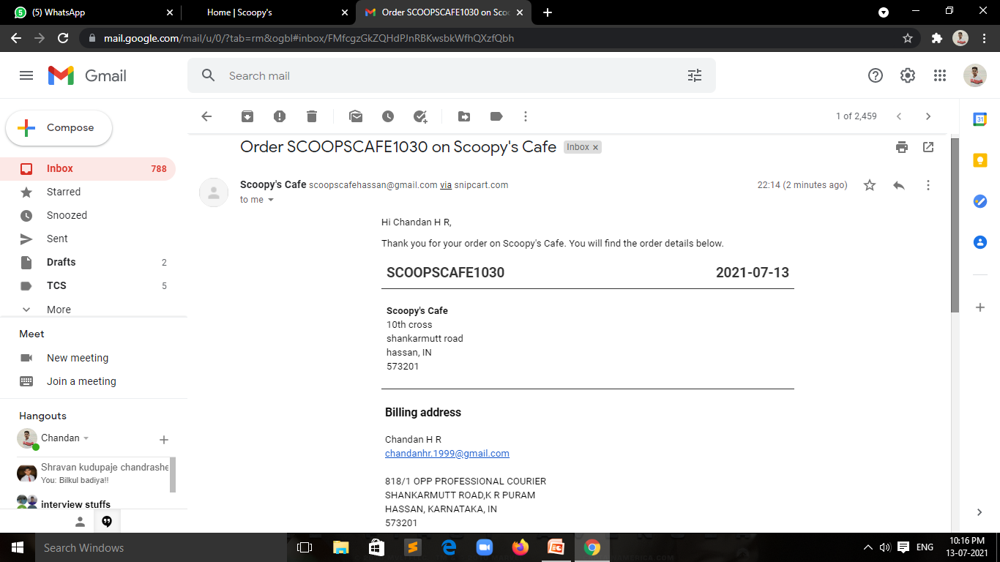 (5) WhatsApp
Home | Scoopy's
Order SCOOPSCAFE1030 on Scoo
mail.google.com/mail/u/0/?tab=rm&ogbl#inbox/FMfcgzGkZQHdPJnRBKwsbkWfhQXzfQbh
Gmail
Search mail
Compose
1 of 2,459
31
Order SCOOPSCAFE1030 on Scoopy's Cafe
Inbox x
Inbox 788
Starred
Snoozed
Sent
Drafts 2
TCS 5
More
Scoopy's Cafe scoopscafehassan@gmail.com via snipcart.com
22:14 (2 minutes ago)
to me
Hi Chandan H R,
Thank you for your order on Scoopy's Cafe. You will find the order details below.
SCOOPSCAFE1030 2021-07-13
Scoopy's Cafe
10th cross
shankarmutt road
hassan, IN
573201
Billing address
Chandan H R
chandanhr.1999@gmail.com
818/1 OPP PROFESSIONAL COURIER
SHANKARMUTT ROAD,K R PURAM
HASSAN, KARNATAKA, IN
573201
Meet
New meeting
Join a meeting
Hangouts
Chandan
Shravan kudupaje chandrashe
You: Bilkul badiya!!
interview stuffs
Search Windows
ENG
10:16 PM
13-07-2021